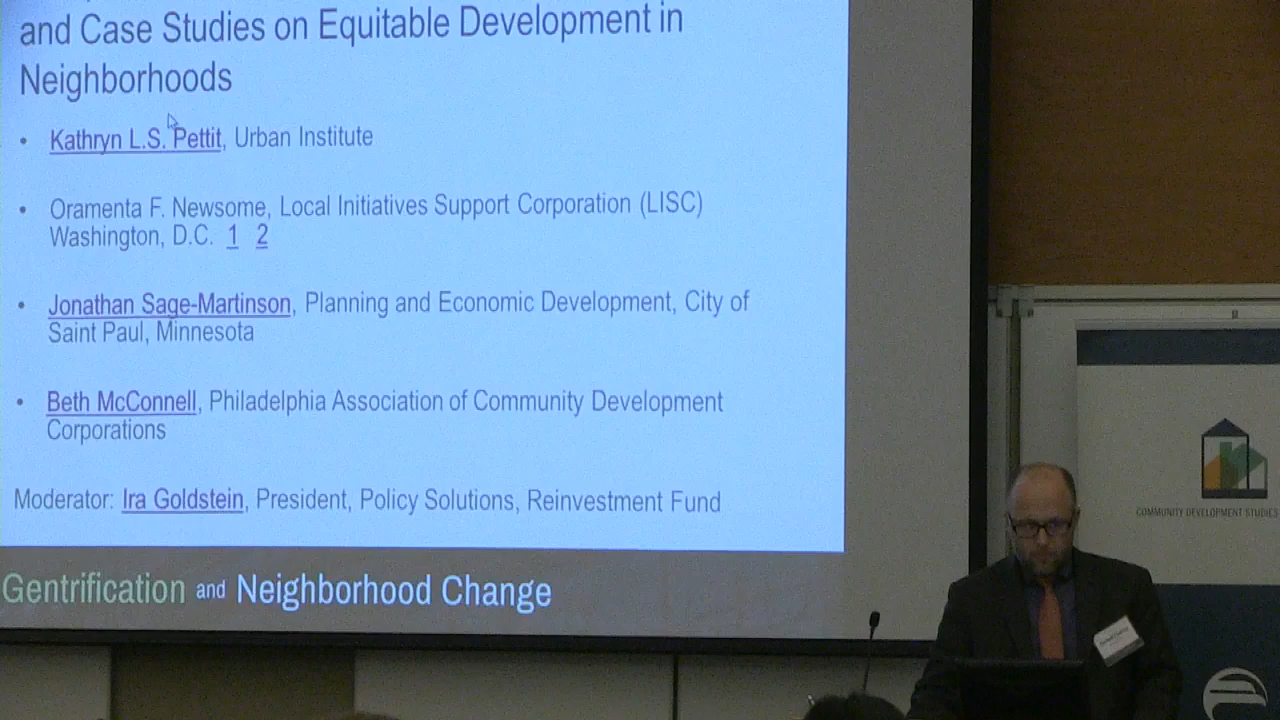 and Case Studies on Equitable Development in
Neighborhoods
• Kathryn L.S. Pettit, Urban Institute
• Oramenta F. Newsome, Local Initiatives Support Corporation (LISC)
Washington, D.C. 1 2
• Jonathan Sage-Martinson, Planning and Economic Development, City of
Saint Paul, Minnesota
• Beth McConnell, Philadelphia Association of Community Development
Corporations
Moderator: Ira Goldstein, President, Policy Solutions, Reinvestment Fund
Gentrification and Neighborhood Change
COMMUNITY DEVELOPMENT STUDIES